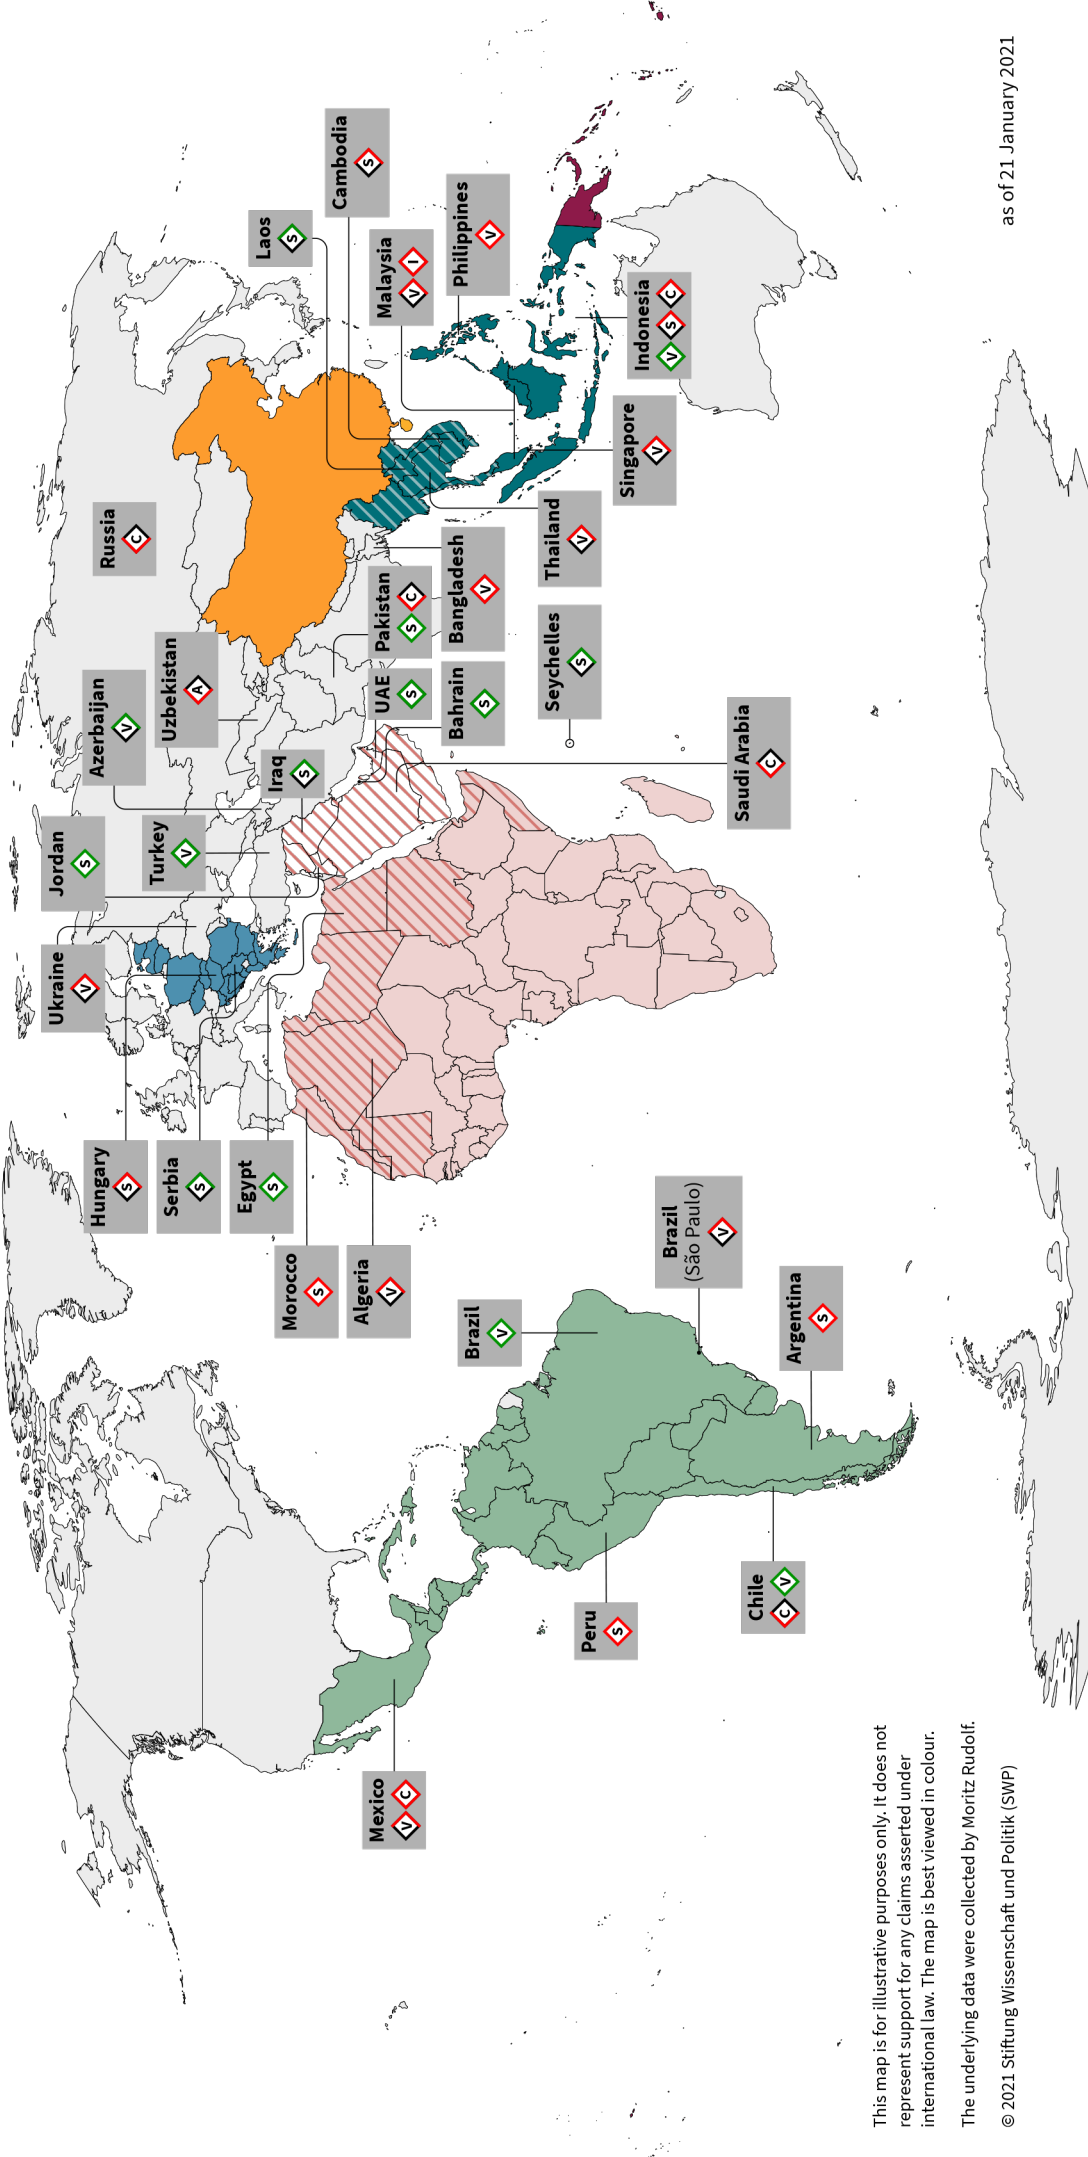 Russia
C
Azerbaijan
V
Uzbekistan
A
Jordan
S
Turkey
V
Iraq
S
Ukraine
V
Hungary
S
Serbia
S
Egypt
S
Morocco
S
Algeria
V
Laos
S
Cambodia
S
Malaysia
V I
Philippines
V
Pakistan
S C
Bangladesh
V
UAE
S
Bahrain
S
Thailand
V
Singapore
V
Indonesia
V S C
Seychelles
S
Saudi Arabia
C
Mexico
V C
Brazil
V
Brazil
(São Paulo)
V
Argentina
S
Peru
S
Chile
C V
This map is for illustrative purposes only. It does not
represent support for any claims asserted under
international law. The map is best viewed in colour.
The underlying data were collected by Moritz Rudolf.
© 2021 Stiftung Wissenschaft und Politik (SWP)
as of 21 January 2021